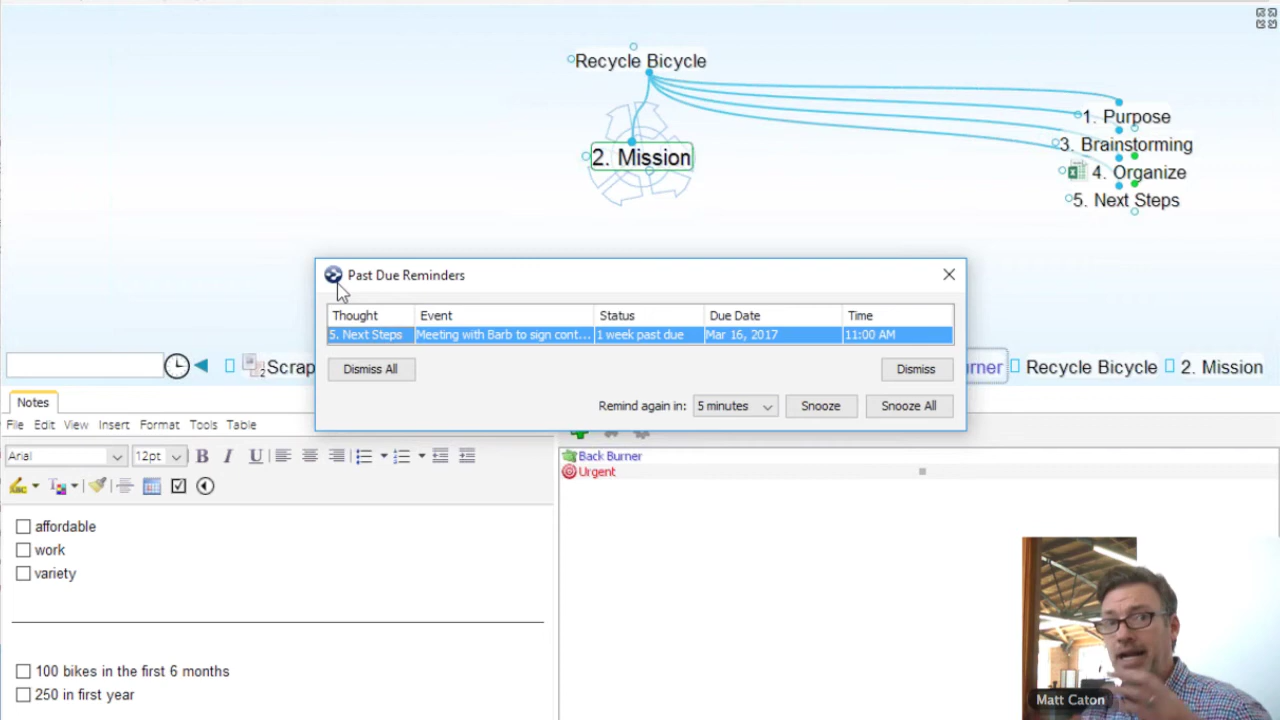 Recycle Bicycle
2. Mission
1. Purpose
3. Brainstorming
4. Organize
5. Next Steps
Past Due Reminders
Thought Event Status Due Date Time
5. Next Steps Meeting with Barb to sign cont... 1 week past due Mar 16, 2017 11:00 AM
Dismiss All Dismiss
Remind again in: 5 minutes Snooze Snooze All
2 Scrap rner Recycle Bicycle 2. Mission
Notes
File Edit View Insert Format Tools Table
Arial 12pt B I U
ABC
Back Burner
Urgent
affordable
work
variety
100 bikes in the first 6 months
250 in first year
Matt Caton